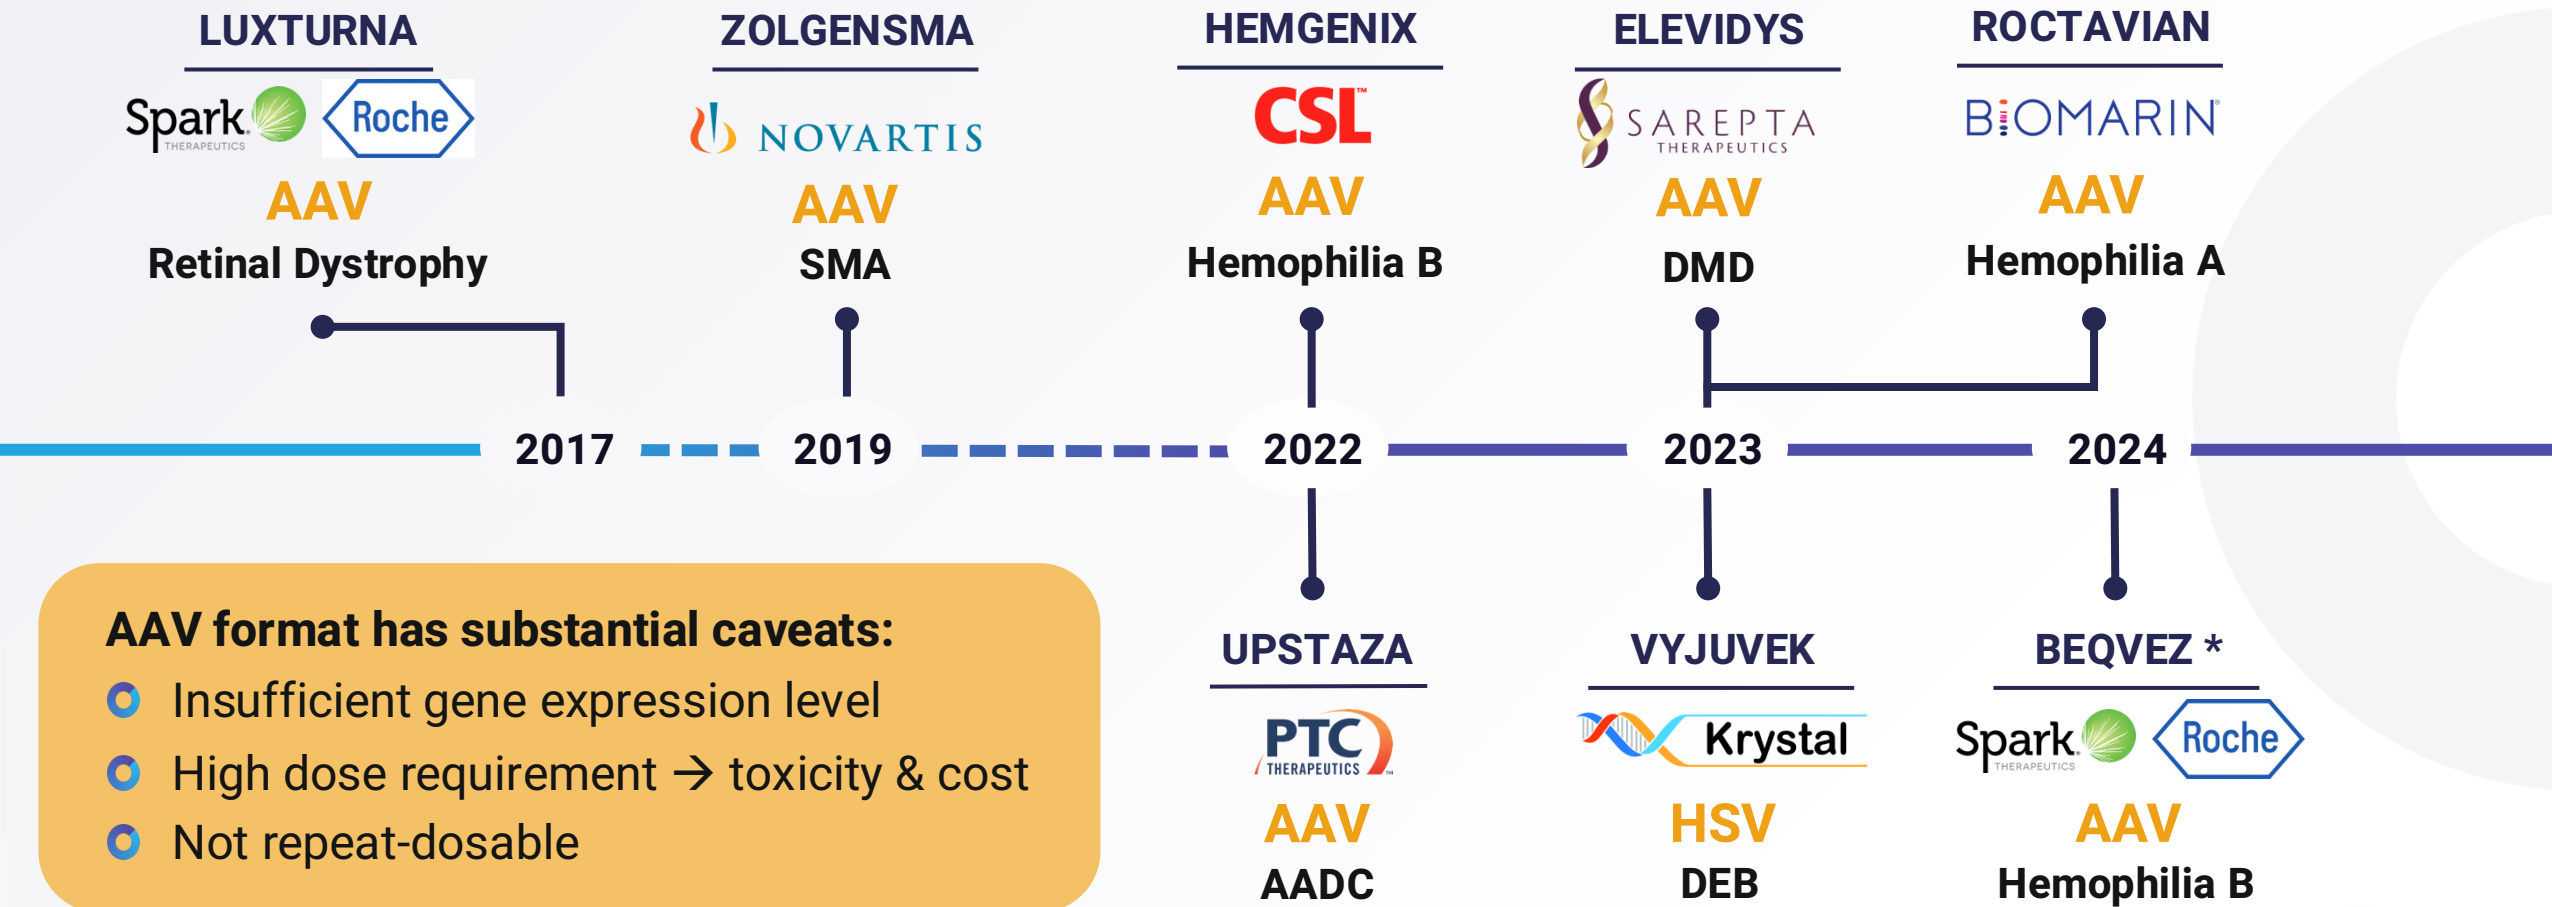 LUXTURNA
Spark.
THERAPEUTICS
Roche
AAV
Retinal Dystrophy
ZOLGENSMA
NOVARTIS
AAV
SMA
HEMGENIX
CSL™
AAV
Hemophilia B
ELEVIDYS
SAREPTA
THERAPEUTICS
AAV
DMD
ROCTAVIAN
BIOMARIN®
AAV
Hemophilia A
2017
2019
2022
2023
2024
AAV format has substantial caveats:
Insufficient gene expression level
High dose requirement → toxicity & cost
Not repeat-dosable
UPSTAZA
PTC
THERAPEUTICS™
AAV
AADC
VYJUVEK
Krystal
HSV
DEB
BEQVEZ *
Spark.
THERAPEUTICS
Roche
AAV
Hemophilia B